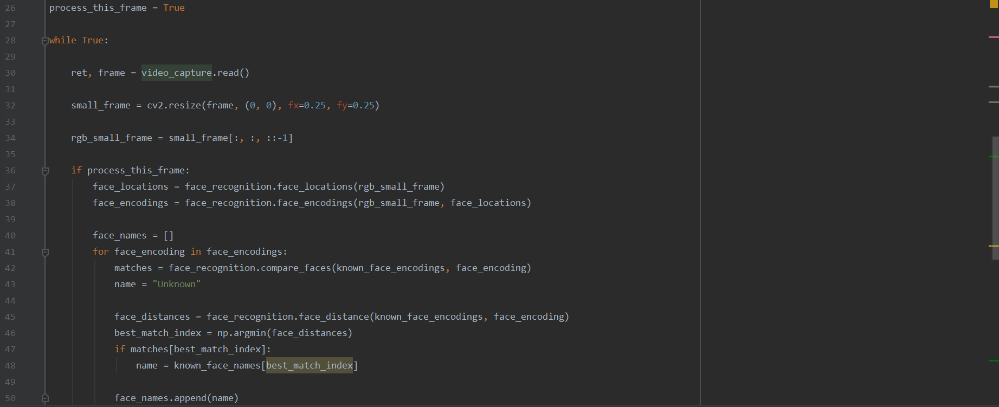 26 process_this_frame = True
27
28 while True:
29
30     ret, frame = video_capture.read()
31
32     small_frame = cv2.resize(frame, (0, 0), fx=0.25, fy=0.25)
33
34     rgb_small_frame = small_frame[:, :, ::-1]
35
36     if process_this_frame:
37         face_locations = face_recognition.face_locations(rgb_small_frame)
38         face_encodings = face_recognition.face_encodings(rgb_small_frame, face_locations)
39
40         face_names = []
41         for face_encoding in face_encodings:
42             matches = face_recognition.compare_faces(known_face_encodings, face_encoding)
43             name = "Unknown"
44
45             face_distances = face_recognition.face_distance(known_face_encodings, face_encoding)
46             best_match_index = np.argmin(face_distances)
47             if matches[best_match_index]:
48                 name = known_face_names[best_match_index]
49
50             face_names.append(name)